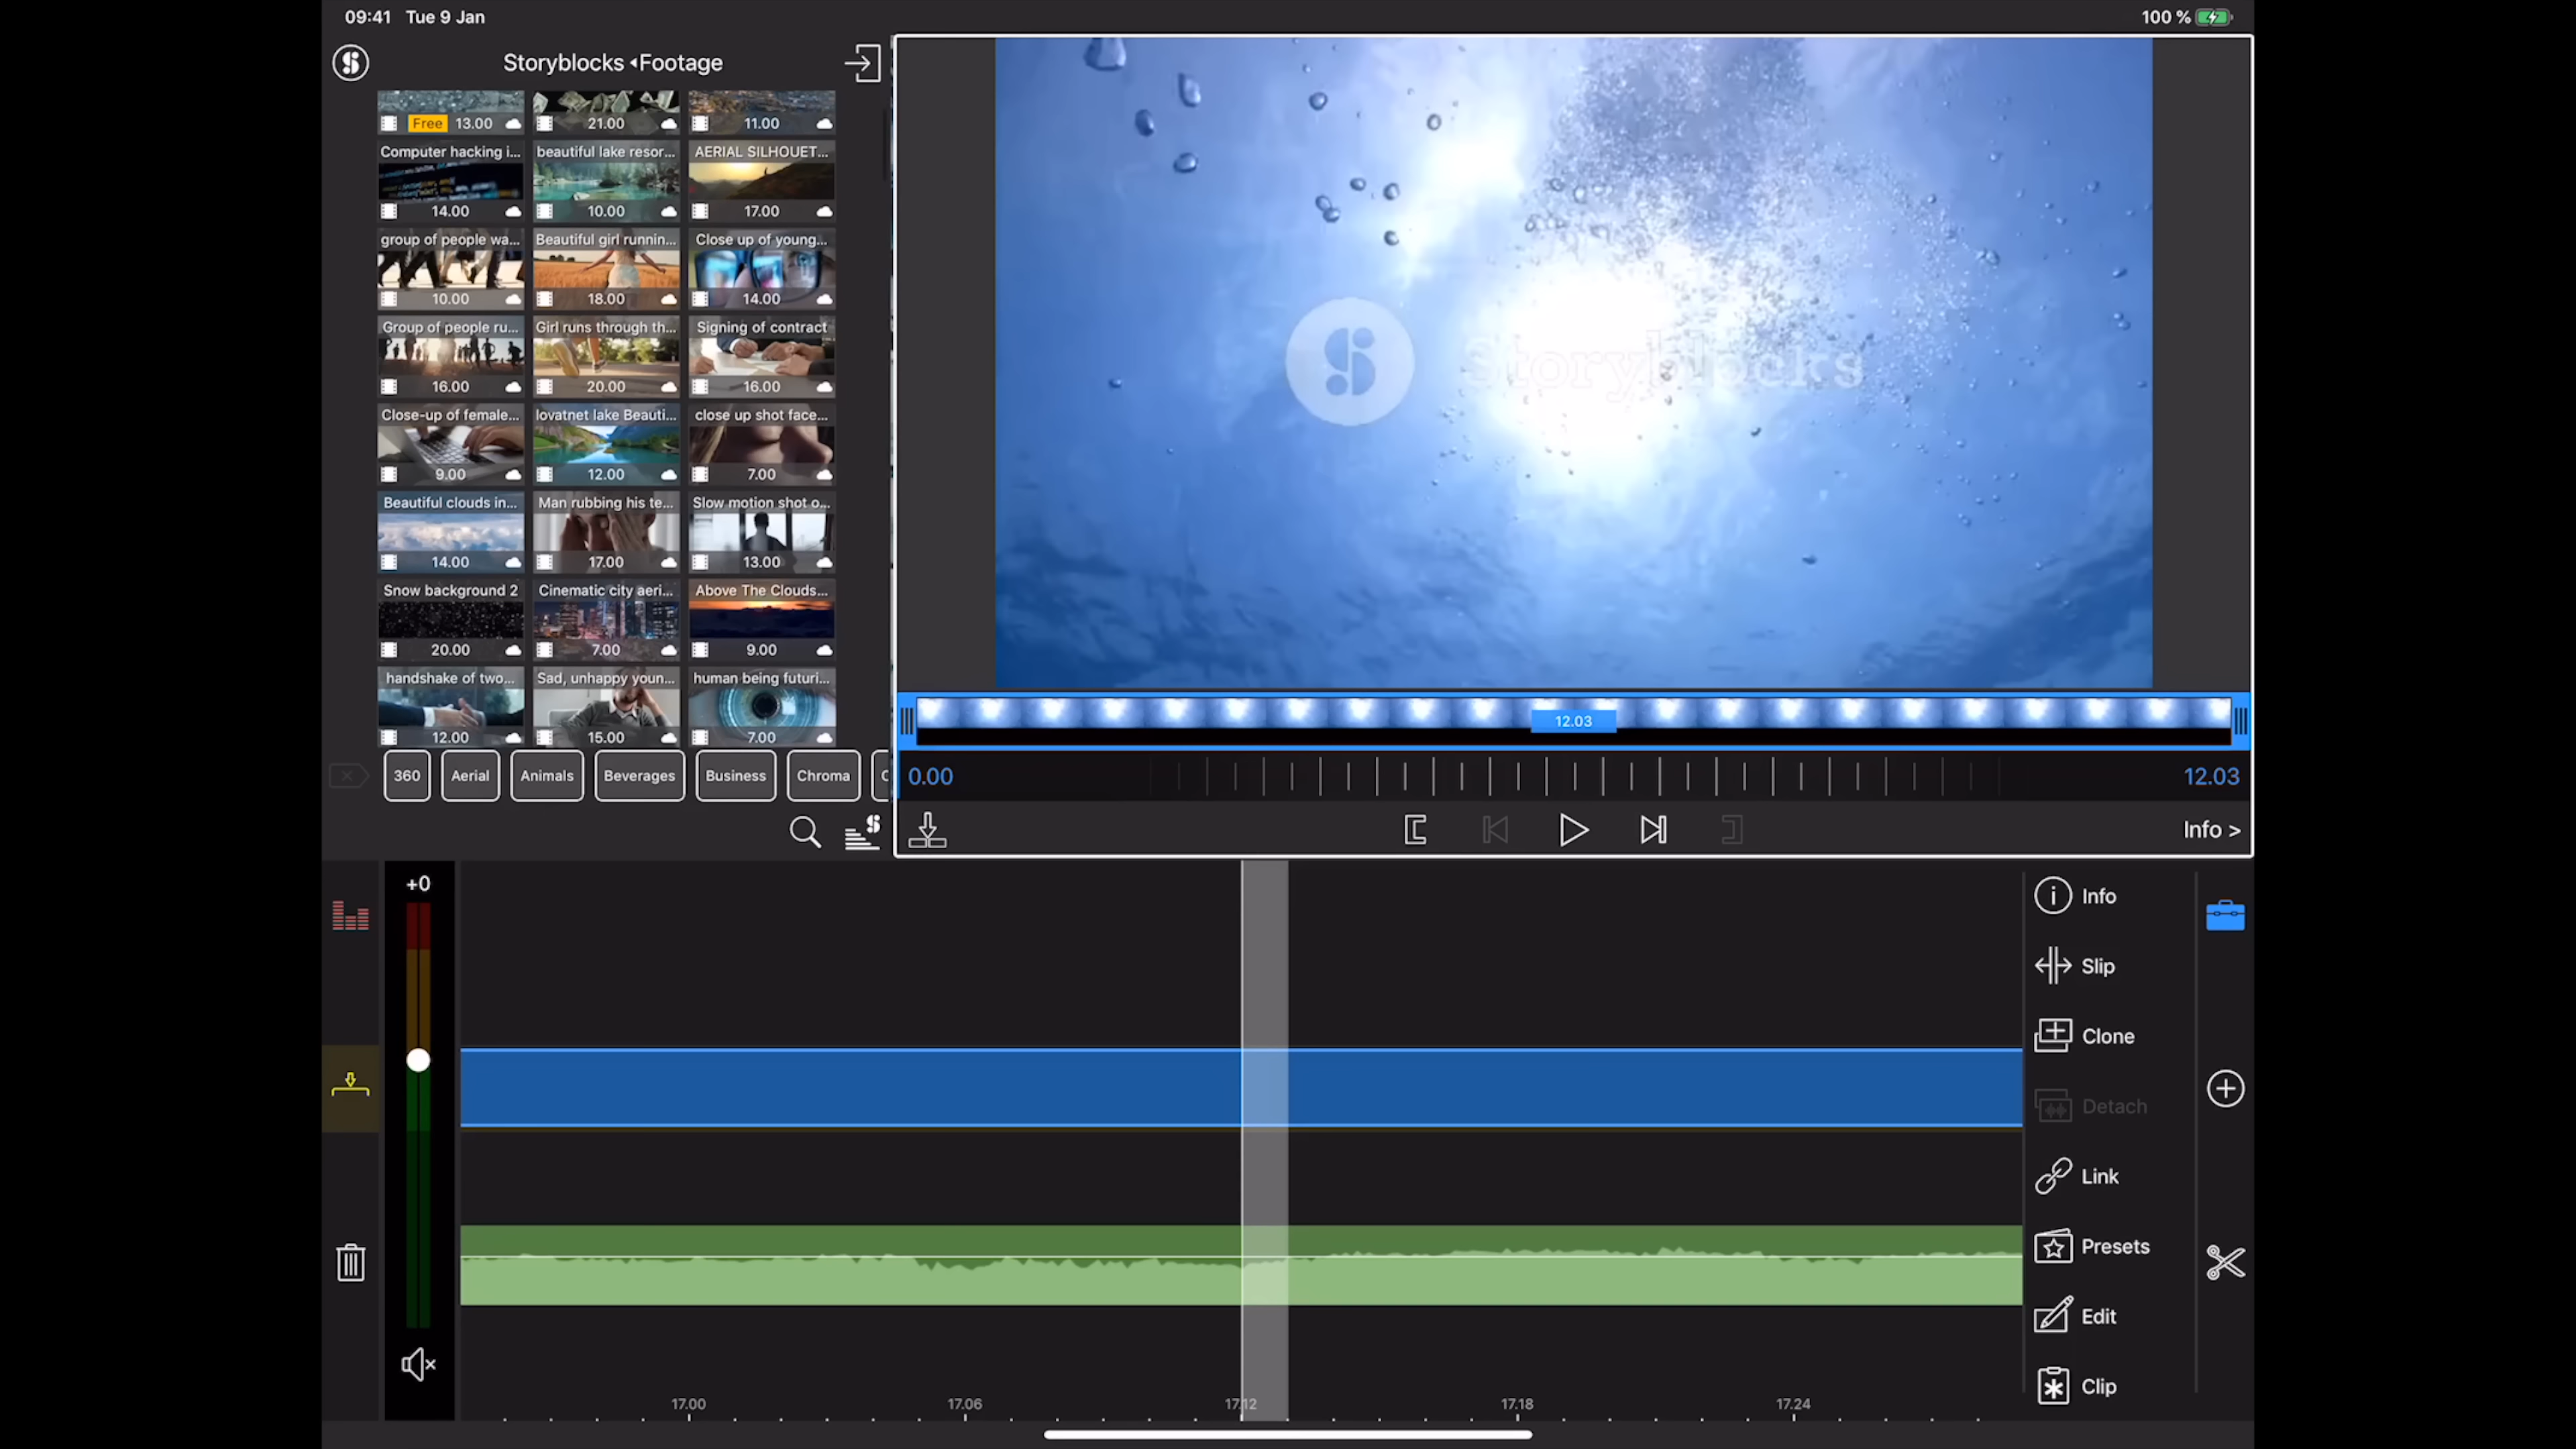 09:41 Tue 9 Jan
100 %
Storyblocks ◂Footage
Free 13.00
21.00
11.00
Computer hacking i...
beautiful lake resor...
AERIAL SILHOUET...
14.00
10.00
17.00
group of people wa...
Beautiful girl runnin...
Close up of young...
10.00
18.00
14.00
Group of people ru...
Girl runs through th...
Signing of contract
16.00
20.00
16.00
Close-up of female...
lovatnet lake Beauti...
close up shot face...
9.00
12.00
7.00
Beautiful clouds in...
Man rubbing his te...
Slow motion shot o...
14.00
17.00
13.00
Snow background 2
Cinematic city aeri...
Above The Clouds...
20.00
7.00
9.00
handshake of two...
Sad, unhappy youn...
human being futuri...
12.00
15.00
7.00
360
Aerial
Animals
Beverages
Business
Chroma
Storyblocks
12.03
0.00
12.03
Info >
+0
Info
Slip
Clone
Detach
Link
Presets
Edit
Clip
17.00
17.06
17.12
17.18
17.24